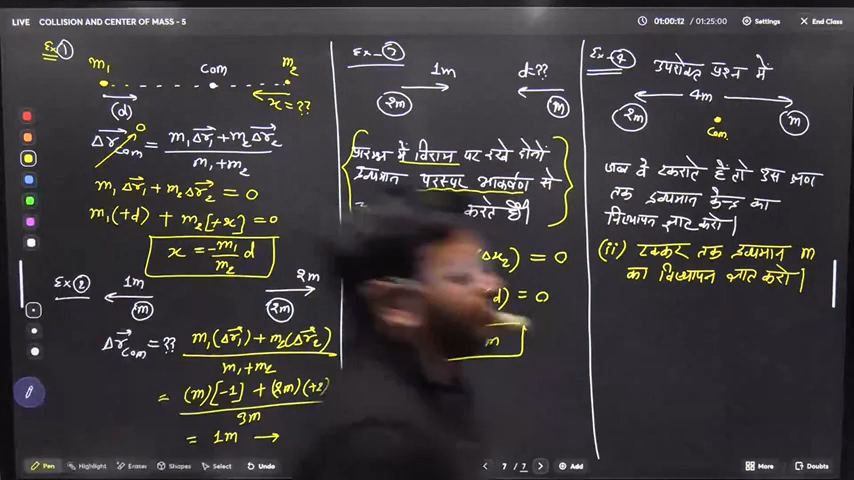 LIVE COLLISION AND CENTER OF MASS - 5
01:00:12 / 01:25:00
Settings
End Class
Ex ①
m₁ com m₂
(d) x = ??
Δr⃗com = m₁Δr⃗₁ + m₂Δr⃗₂ / m₁ + m₂
0
m₁Δr⃗₁ + m₂Δr⃗₂ = 0
m₁(+d) + m₂[+x] = 0
x = -m₁/m₂ d
Ex ② 1m 2m
m 2m
Δr⃗com = ?? m₁(Δr⃗₁) + m₂(Δr⃗₂) / m₁ + m₂
= (m)[-1] + (2m)(+2) / 3m
= 1m →
Ex - ③
1m d = ??
2m m
में विराम पर रखे दोनों
द्रव्यमान परस्पर आकर्षण से
करते हैं।
Δx₂) = 0
d) = 0
m
Ex - 4 उपरोक्त प्रश्न में
4m
2m m
com
जब वे टकराते हैं तो उस क्षण
तक द्रव्यमान केन्द्र का
विस्थापन ज्ञात करो।
(ii) टक्कर तक द्रव्यमान m
का विस्थापन ज्ञात करो।
Pen Highlight Eraser Shapes Select Undo
7 / 7 Add
More Doubts